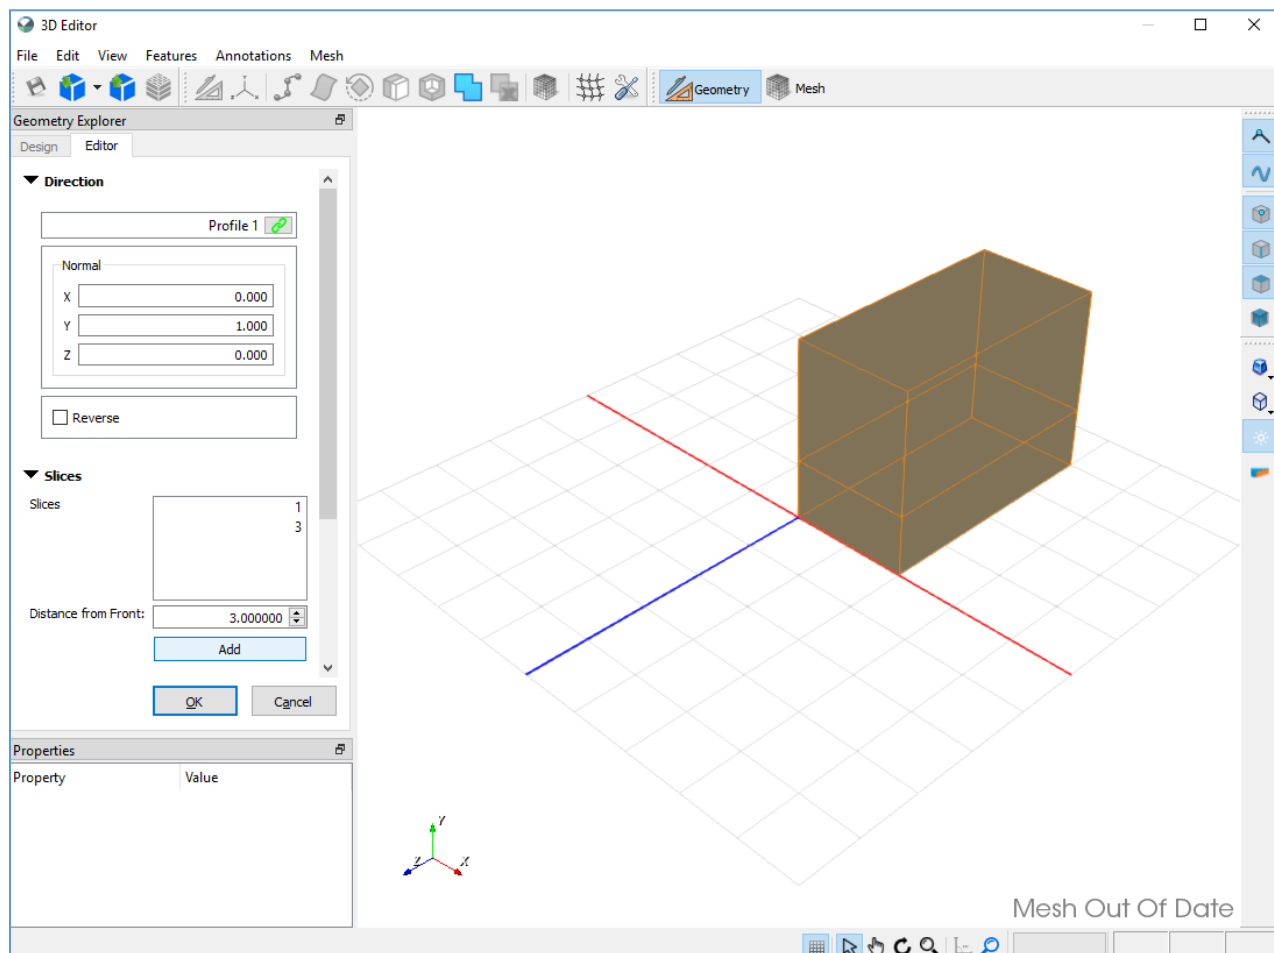 3D Editor
File Edit View Features Annotations Mesh
Geometry Mesh
Geometry Explorer
Design Editor
Direction
Profile 1
Normal
X 0.000
Y 1.000
Z 0.000
Reverse
Slices
Slices 1
3
Distance from Front: 3.000000
Add
OK Cancel
Properties
Property Value
Y
Z X
Mesh Out Of Date